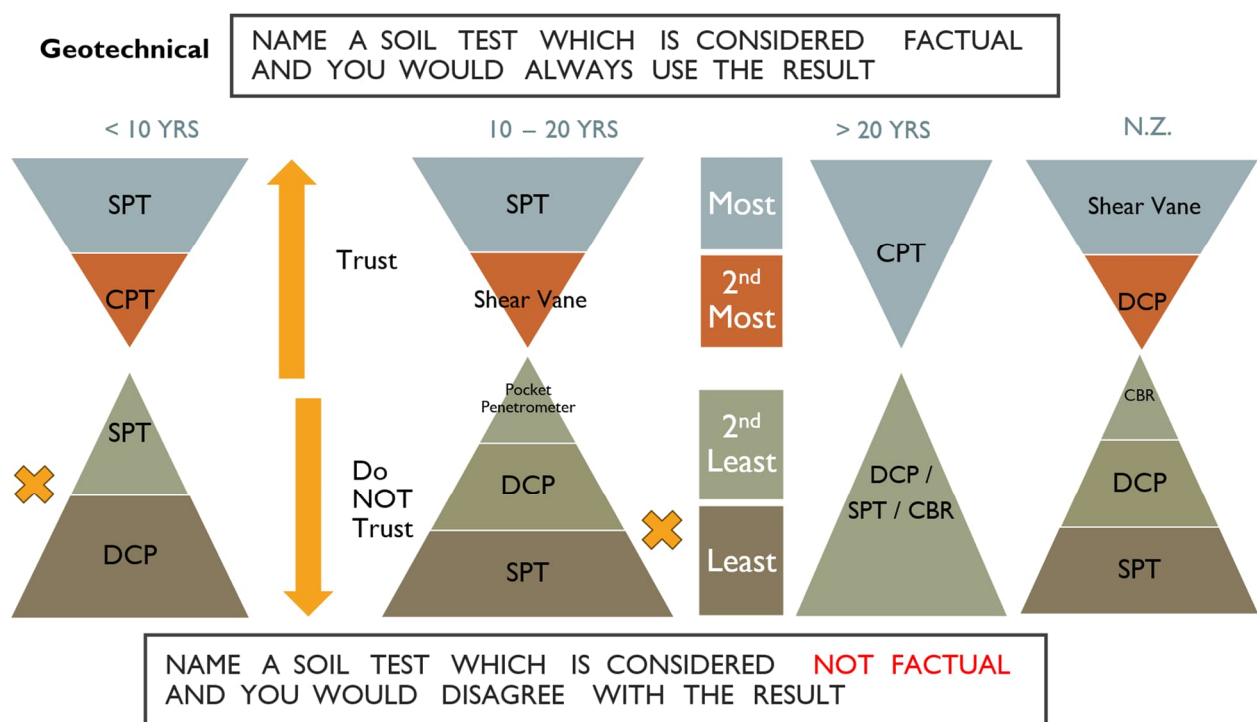 Geotechnical
NAME A SOIL TEST WHICH IS CONSIDERED FACTUAL
AND YOU WOULD ALWAYS USE THE RESULT
< 10 YRS
10 – 20 YRS
> 20 YRS
N.Z.
SPT
CPT
SPT
DCP
Trust
Do
NOT
Trust
SPT
Shear Vane
Pocket
Penetrometer
DCP
SPT
Most
2nd
Most
2nd
Least
Least
CPT
DCP /
SPT / CBR
Shear Vane
DCP
CBR
DCP
SPT
NAME A SOIL TEST WHICH IS CONSIDERED NOT FACTUAL
AND YOU WOULD DISAGREE WITH THE RESULT